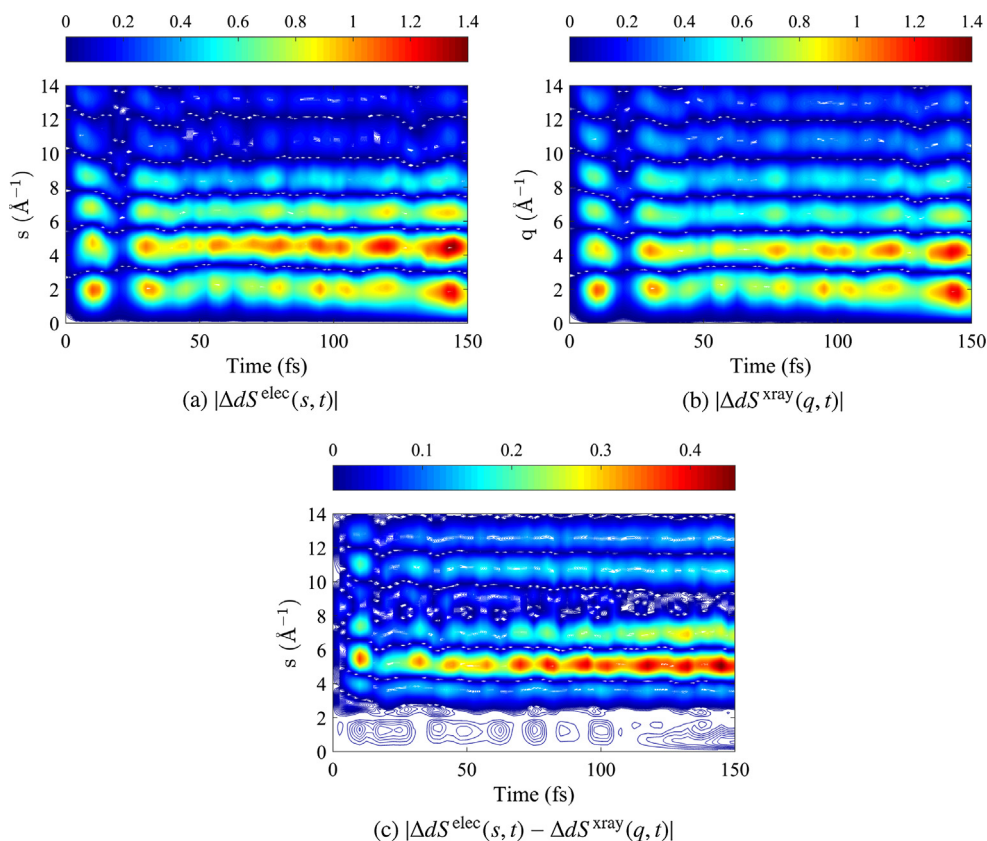 0 0.2 0.4 0.6 0.8 1 1.2 1.4
14
12
10
8
6
4
2
0
s (Å⁻¹)
0 50 100 150
Time (fs)
(a) |ΔdS^elec(s, t)|
0 0.2 0.4 0.6 0.8 1 1.2 1.4
14
12
10
8
6
4
2
0
q (Å⁻¹)
0 50 100 150
Time (fs)
(b) |ΔdS^xray(q, t)|
0 0.1 0.2 0.3 0.4
14
12
10
8
6
4
2
0
s (Å⁻¹)
0 50 100 150
Time (fs)
(c) |ΔdS^elec(s, t) − ΔdS^xray(q, t)|